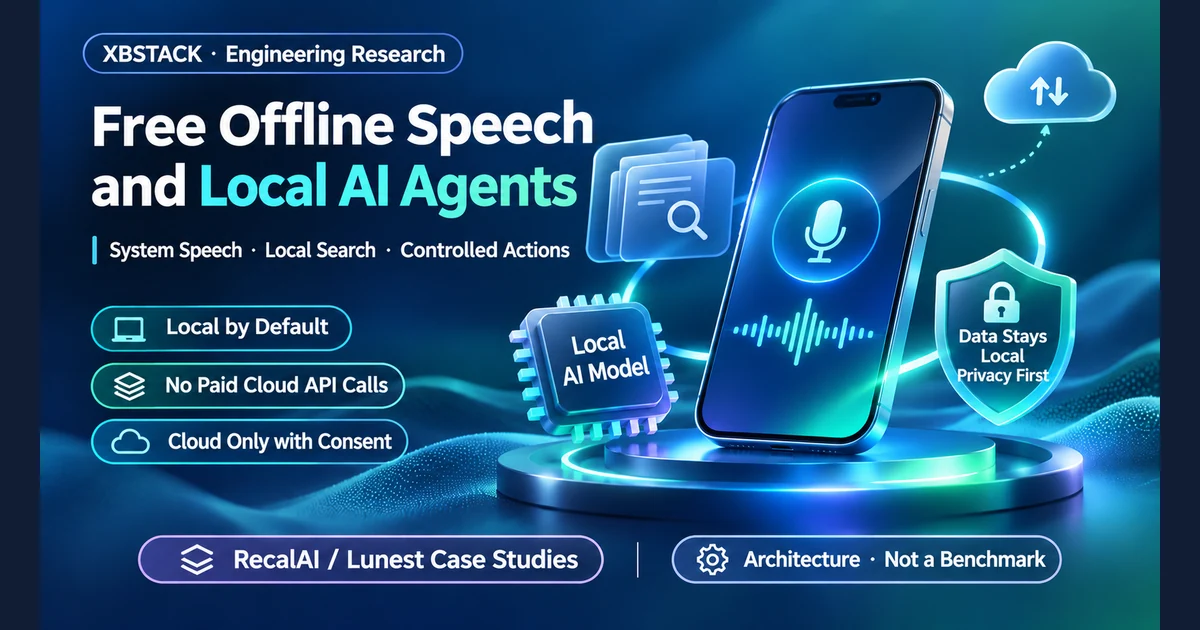 XBSTACK · Engineering Research
Free Offline Speech
and Local AI Agents
System Speech · Local Search · Controlled Actions
Local by Default
No Paid Cloud API Calls
Cloud Only with Consent
Local
AI Model
Data Stays
Local
Privacy First
RecalAI / Lunest Case Studies
Architecture · Not a Benchmark